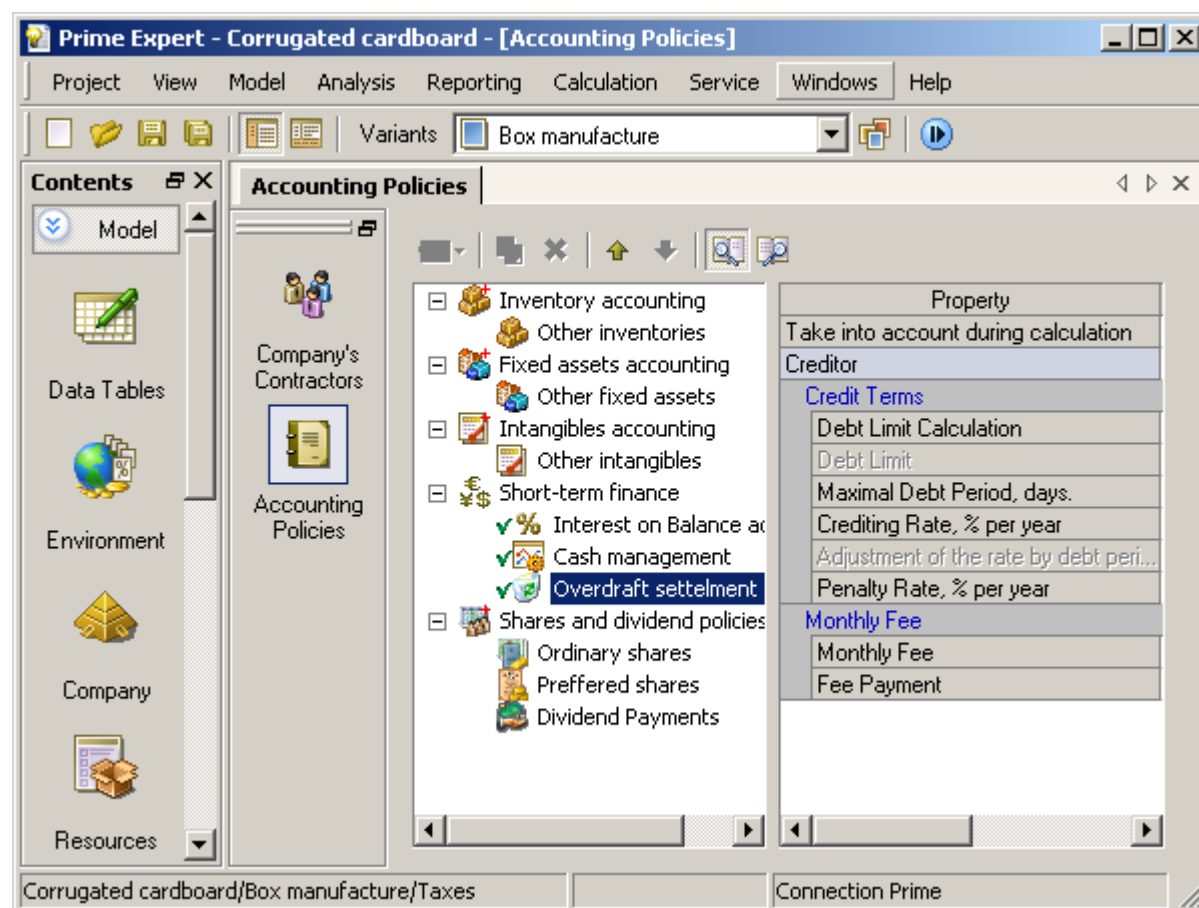 Prime Expert - Corrugated cardboard - [Accounting Policies]
Project View Model Analysis Reporting Calculation Service Windows Help
Variants Box manufacture
Contents
Model
Data Tables
Environment
Company
Resources
Accounting Policies
Company's
Contractors
Accounting
Policies
Inventory accounting
Other inventories
Fixed assets accounting
Other fixed assets
Intangibles accounting
Other intangibles
Short-term finance
Interest on Balance ac
Cash management
Overdraft settelment
Shares and dividend policies
Ordinary shares
Preffered shares
Dividend Payments
Property
Take into account during calculation
Creditor
Credit Terms
Debt Limit Calculation
Debt Limit
Maximal Debt Period, days.
Crediting Rate, % per year
Adjustment of the rate by debt peri...
Penalty Rate, % per year
Monthly Fee
Monthly Fee
Fee Payment
Corrugated cardboard/Box manufacture/Taxes
Connection Prime